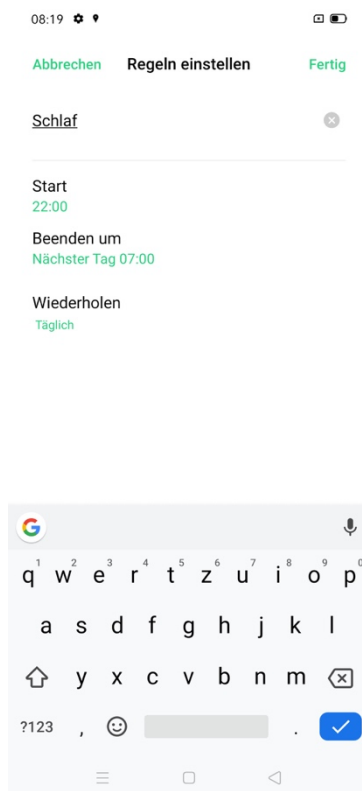 08:19
Abbrechen Regeln einstellen Fertig
Schlaf
Start
22:00
Beenden um
Nächster Tag 07:00
Wiederholen
Täglich
G
1 2 3 4 5 6 7 8 9 0
q w e r t z u i o p
a s d f g h j k l
y x c v b n m
?123 , .